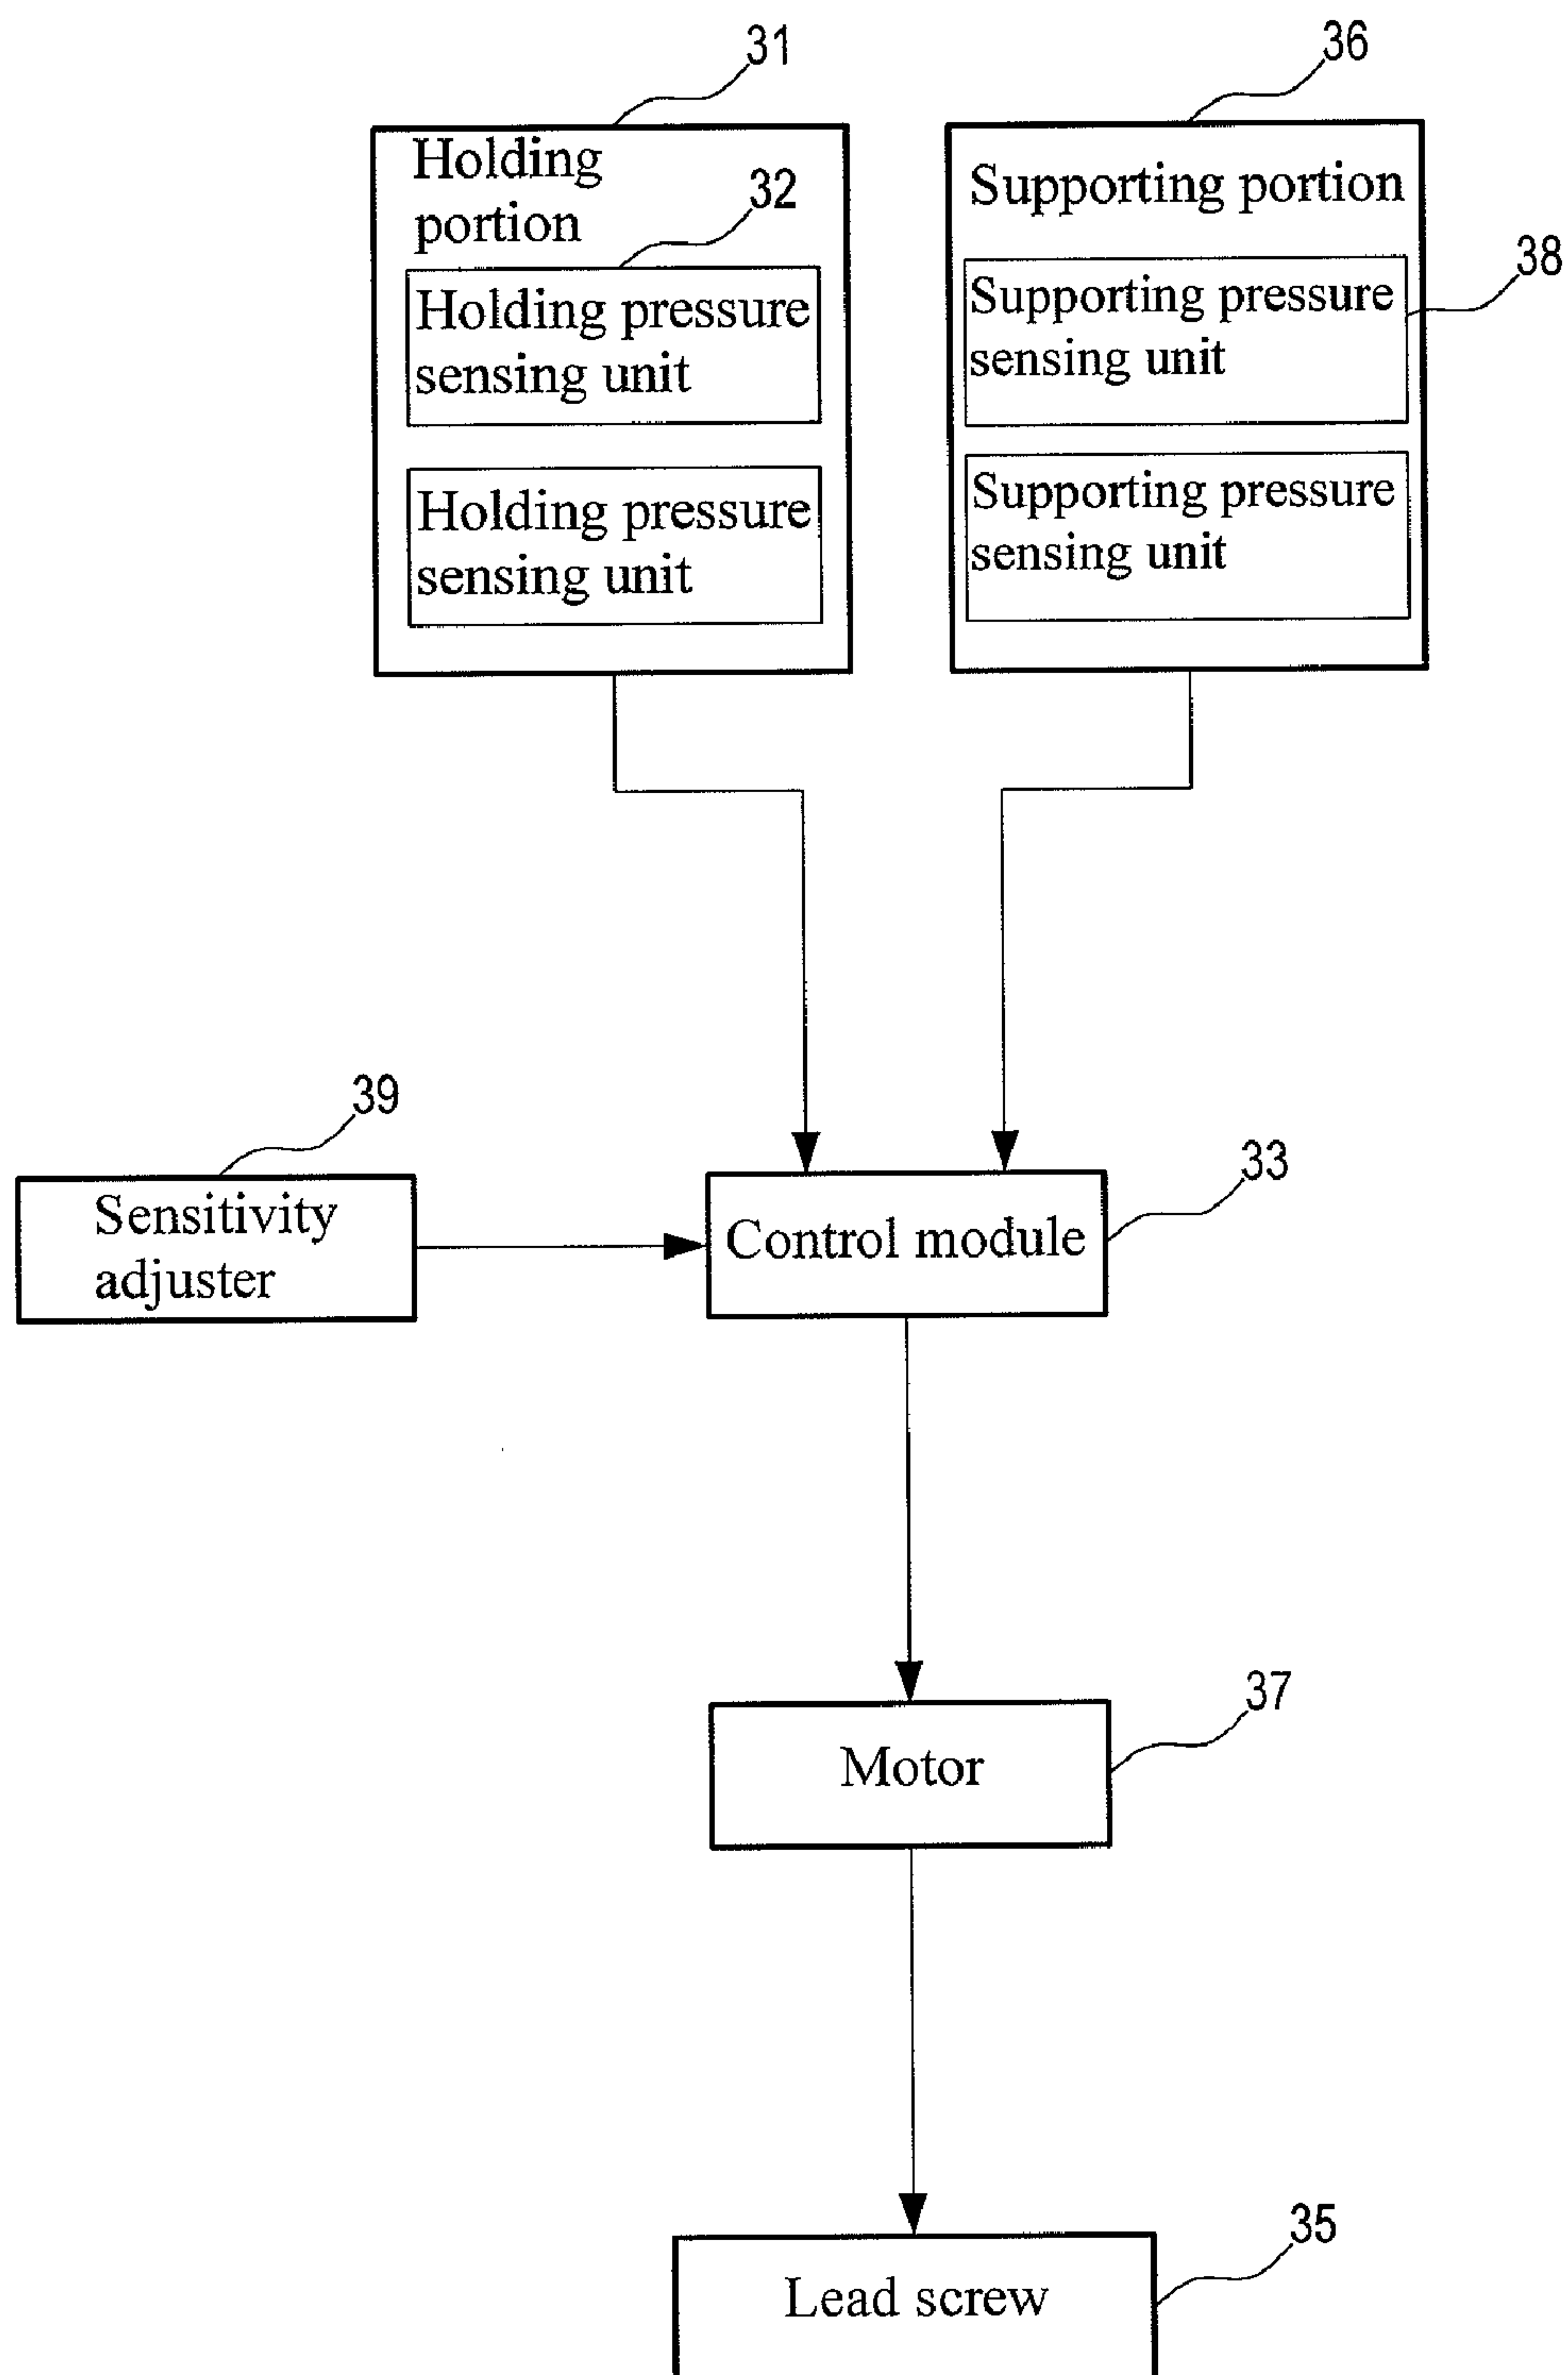 31
36
Holding
portion
32
Supporting portion
38
Holding pressure
sensing unit
Supporting pressure
sensing unit
Holding pressure
sensing unit
Supporting pressure
sensing unit
39
Sensitivity
adjuster
33
Control module
37
Motor
35
Lead screw